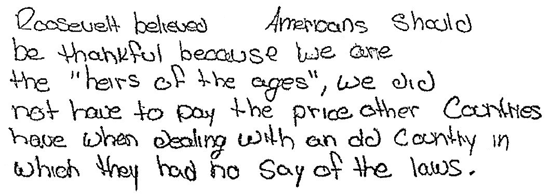 Roosevelt believed Americans should
be thankful because we are
the "heirs of the ages", we did
not have to pay the price other Countries
have when dealing with an old Country in
which they had no say of the laws.